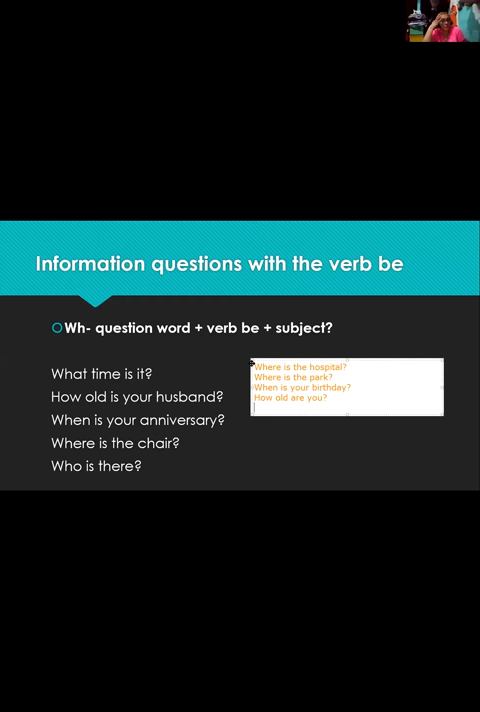 Information questions with the verb be
Wh- question word + verb be + subject?
What time is it?
How old is your husband?
When is your anniversary?
Where is the chair?
Who is there?
Where is the hospital?
Where is the park?
When is your birthday?
How old are you?